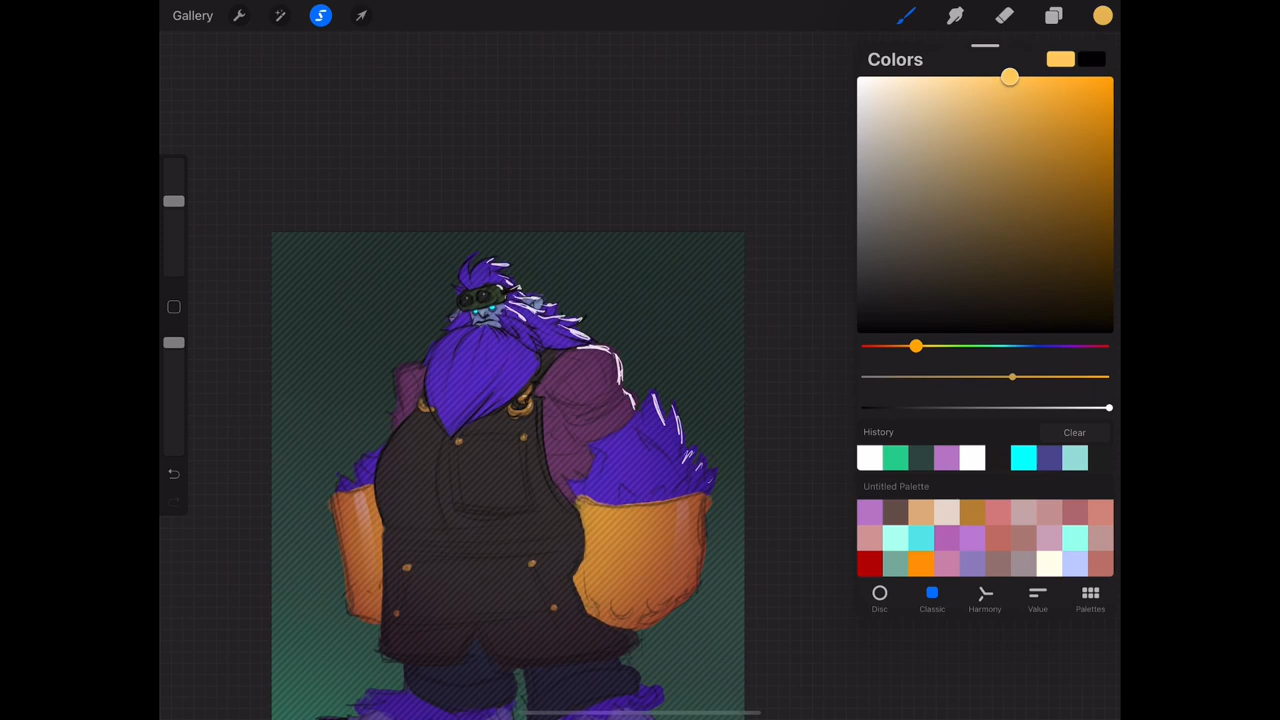 Gallery
Colors
History
Clear
Untitled Palette
Disc
Classic
Harmony
Value
Palettes